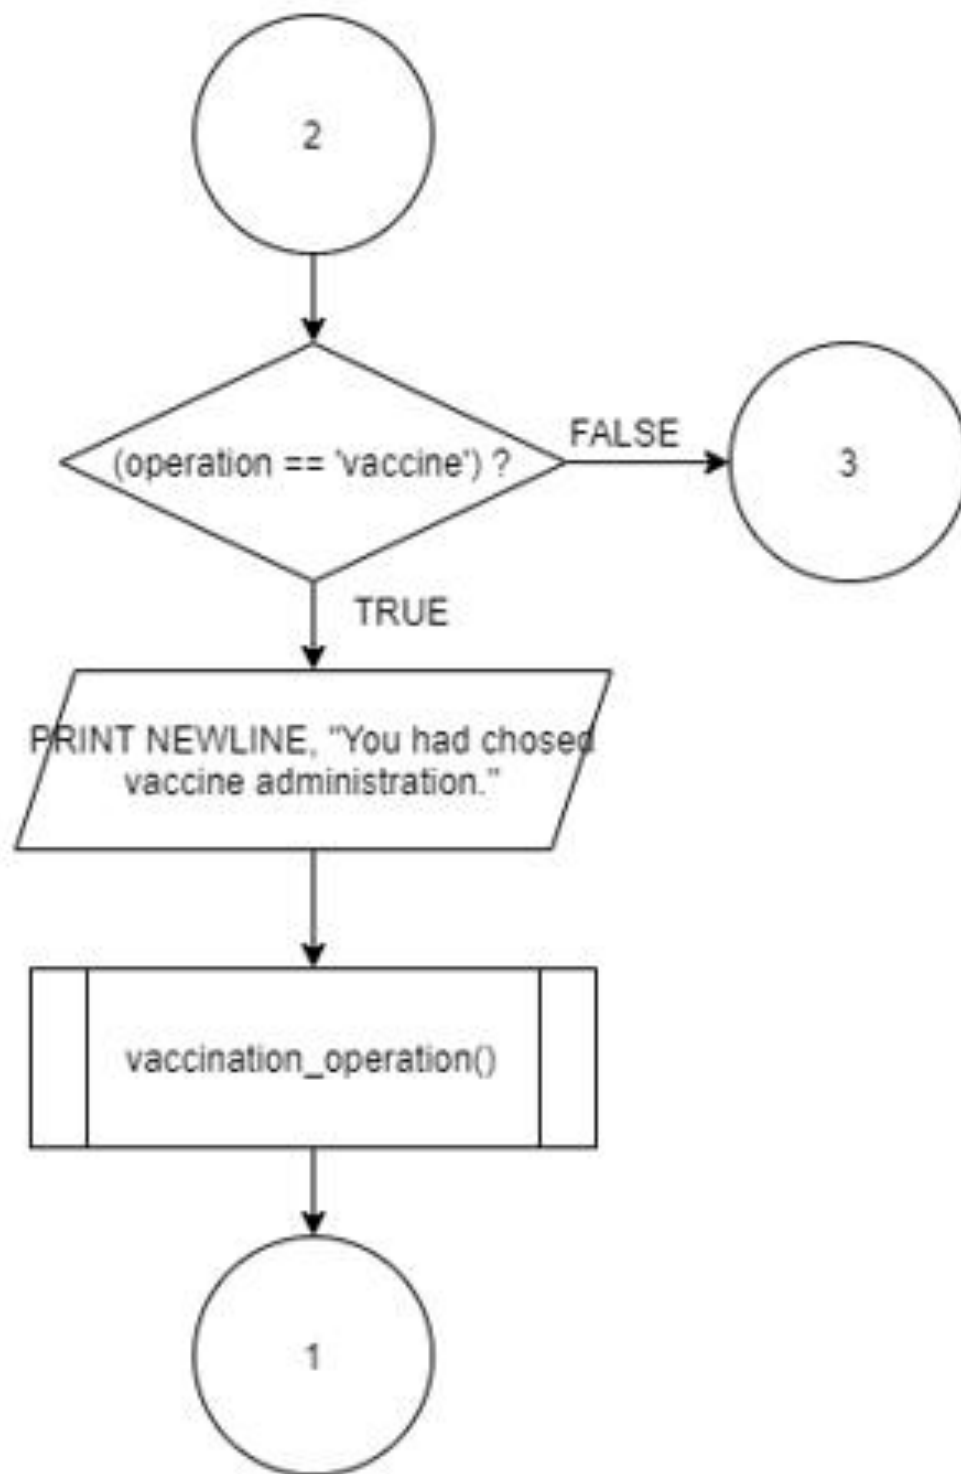 2
(operation == 'vaccine') ?
FALSE
3
TRUE
PRINT NEWLINE, "You had chosed
vaccine administration."
vaccination_operation()
1